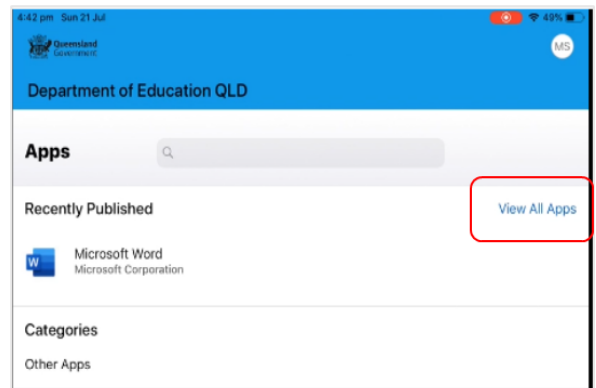 4:42 pm Sun 21 Jul
49%
Queensland
Government
MS
Department of Education QLD
Apps
Recently Published
View All Apps
W
Microsoft Word
Microsoft Corporation
Categories
Other Apps